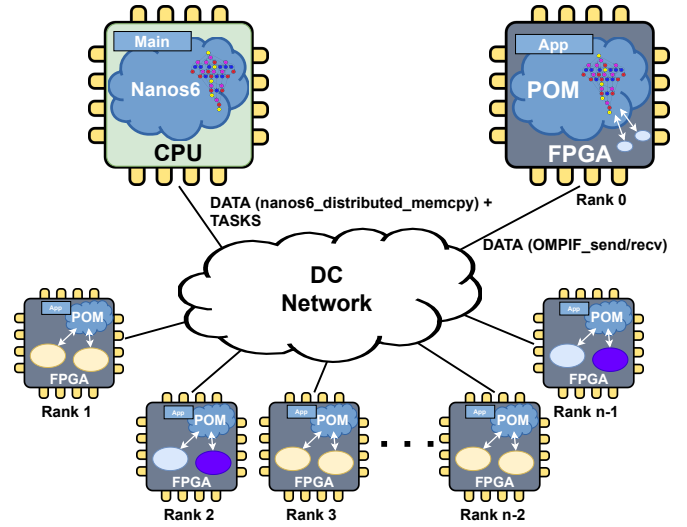 Main
Nanos6
CPU
App
POM
FPGA
Rank 0
DATA (nanos6_distributed_memcpy) +
TASKS
DATA (OMPIF_send/recv)
DC
Network
App
POM
FPGA
Rank 1
App
POM
FPGA
Rank 2
App
POM
FPGA
Rank 3
. . .
App
POM
FPGA
Rank n-2
App
POM
FPGA
Rank n-1